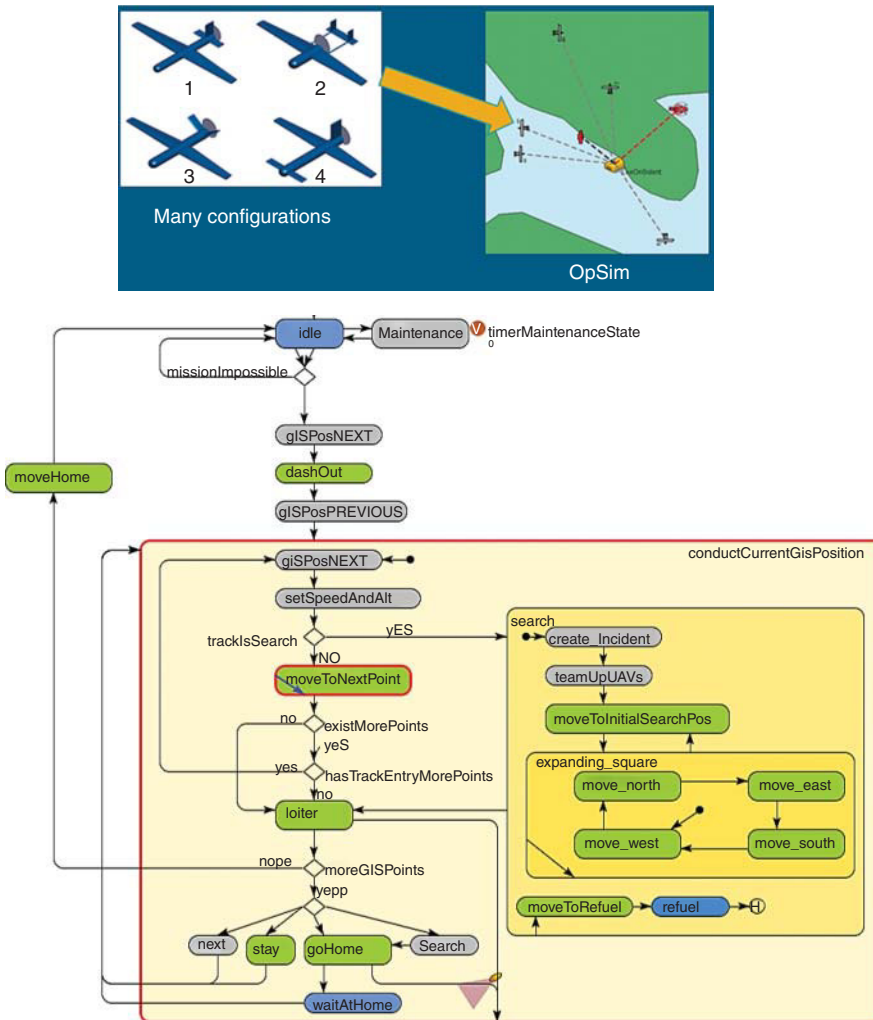 1
2
3
4
Many configurations
OpSim
idle
Maintenance
V
timerMaintenanceState
0
missionImpossible
gISPosNEXT
moveHome
dashOut
gISPosPREVIOUS
conductCurrentGisPosition
giSPosNEXT
setSpeedAndAlt
trackIsSearch
yES
search
create_Incident
NO
teamUpUAVs
moveToNextPoint
moveToInitialSearchPos
no
existMorePoints
yeS
expanding_square
yes
hasTrackEntryMorePoints
move_north
move_east
no
loiter
move_west
move_south
nope
moreGISPoints
yepp
moveToRefuel
refuel
H
next
stay
goHome
Search
waitAtHome